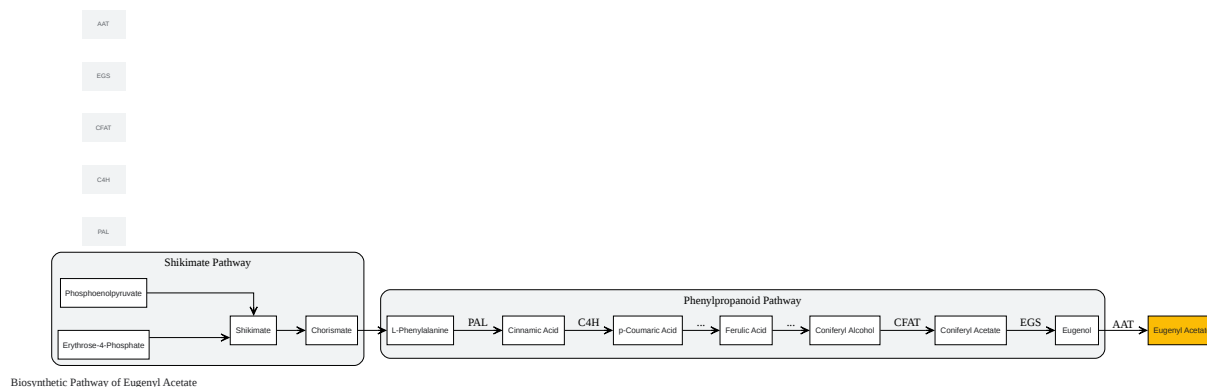 AAT
EGS
CFAT
C4H
PAL
Shikimate Pathway
Phosphoenolpyruvate
Erythrose-4-Phosphate
Shikimate
Chorismate
Phenylpropanoid Pathway
L-Phenylalanine
PAL
Cinnamic Acid
C4H
p-Coumaric Acid
...
Ferulic Acid
...
Coniferyl Alcohol
CFAT
Coniferyl Acetate
EGS
Eugenol
AAT
Eugenyl Acetate
Biosynthetic Pathway of Eugenyl Acetate